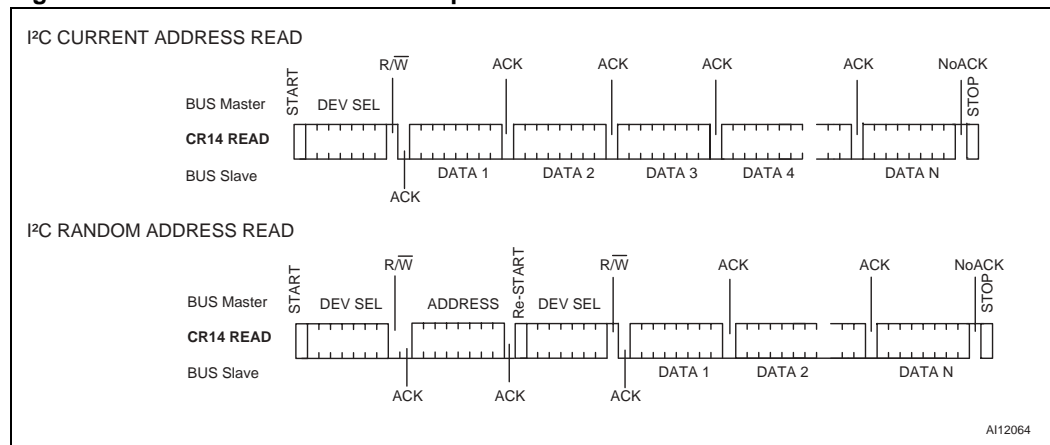 I²C CURRENT ADDRESS READ
R/W ACK ACK ACK ACK NoACK
START STOP
BUS Master DEV SEL
CR14 READ
BUS Slave DATA 1 DATA 2 DATA 3 DATA 4 DATA N
ACK
I²C RANDOM ADDRESS READ
R/W R/W ACK ACK NoACK
START Re-START STOP
BUS Master DEV SEL ADDRESS DEV SEL
CR14 READ
BUS Slave DATA 1 DATA 2 DATA N
ACK ACK ACK
AI12064